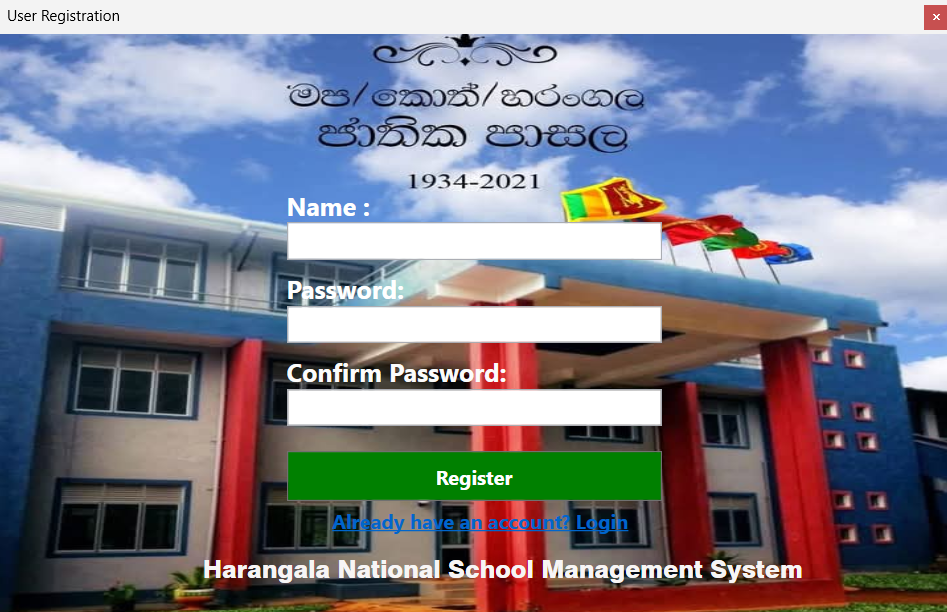 User Registration
මප/කොත්/හරංගල
ජාතික පාසල
1934-2021
Name :
Password:
Confirm Password:
Register
Already have an account? Login
Harangala National School Management System